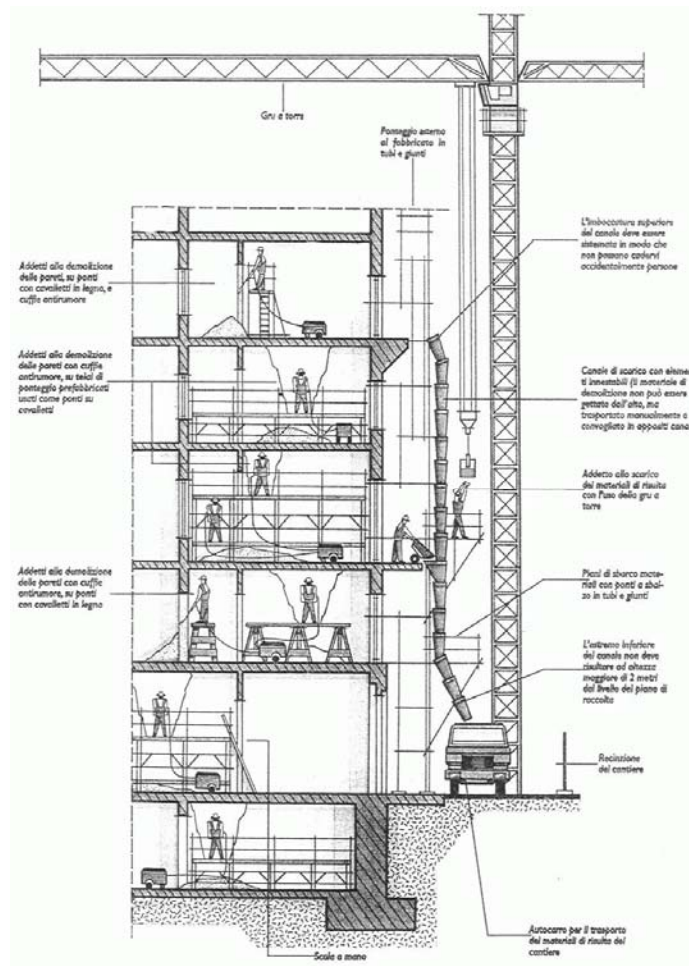 Gru a torre
Ponteggio esterno
al fabbricato in
tubi e giunti
L'imboccatura superiore
del canale deve essere
sistemata in modo che
non possano cadervi
accidentalmente persone
Addetti alla demolizione
delle pareti, su ponti
con cavalletti in legno, e
cuffie antirumore
Addetti alla demolizione
delle pareti con cuffie
antirumore, su telai di
ponteggio prefabbricati
usati come ponti su
cavalletti
Canale di scarico con elemen
ti innestabili (il materiale di
demolizione non può essere
gettato dall'alto, ma
trasportato manualmente o
convogliato in appositi cana
Addetto allo scarico
dei materiali di risulta
con l'uso della gru a
torre
Addetti alla demolizione
delle pareti con cuffie
antirumore, su ponti
con cavalletti in legno
Piani di sbarco mate-
riali con ponti a sbal-
zo in tubi e giunti
L'estremo inferiore
del canale non deve
risultare ad altezza
maggiore di 2 metri
dal livello del piano di
raccolta
Recinzione
del cantiere
Autocarro per il trasporto
dei materiali di risulta del
cantiere
Scala a mano